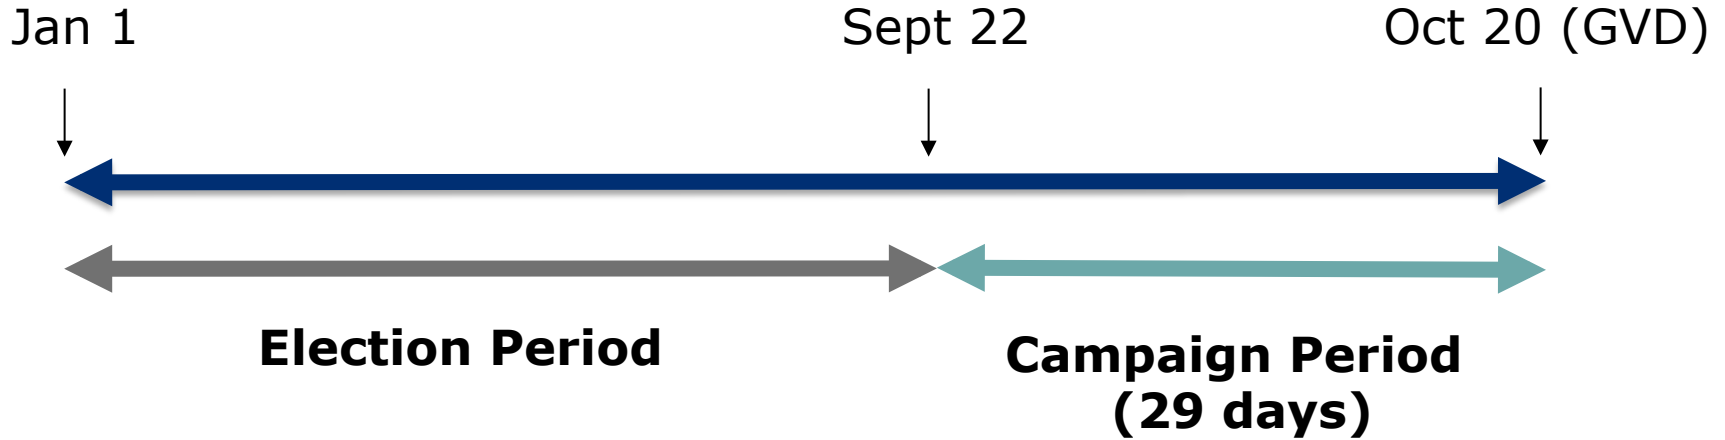 Jan 1
Sept 22
Oct 20 (GVD)
Election Period
Campaign Period
(29 days)